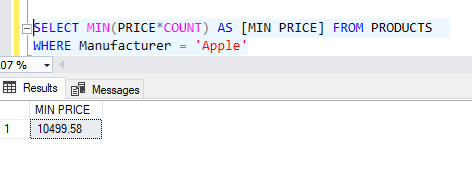 SELECT MIN(PRICE*COUNT) AS [MIN PRICE] FROM PRODUCTS
WHERE Manufacturer = 'Apple'
07 %
Results Messages
MIN PRICE
1 10499.58